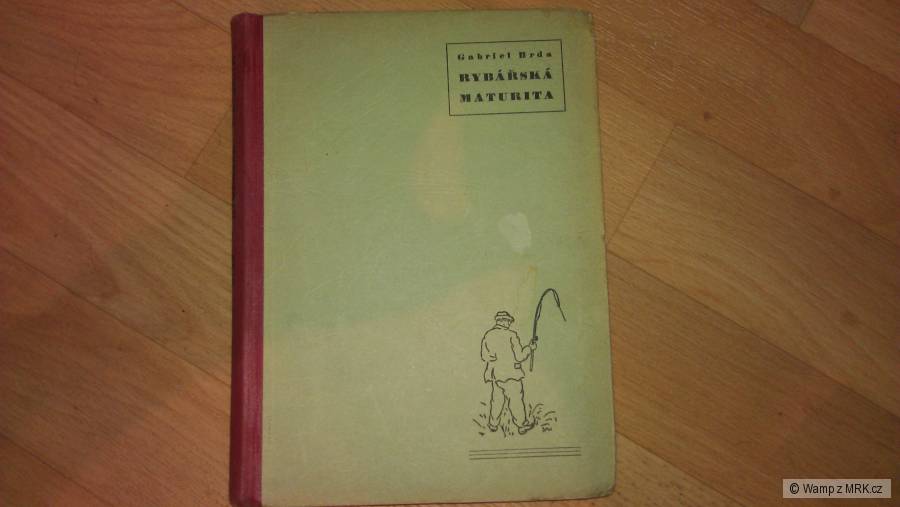 Gabriel Brda
RYBÁŘSKÁ
MATURITA
© Wamp z MRK.cz